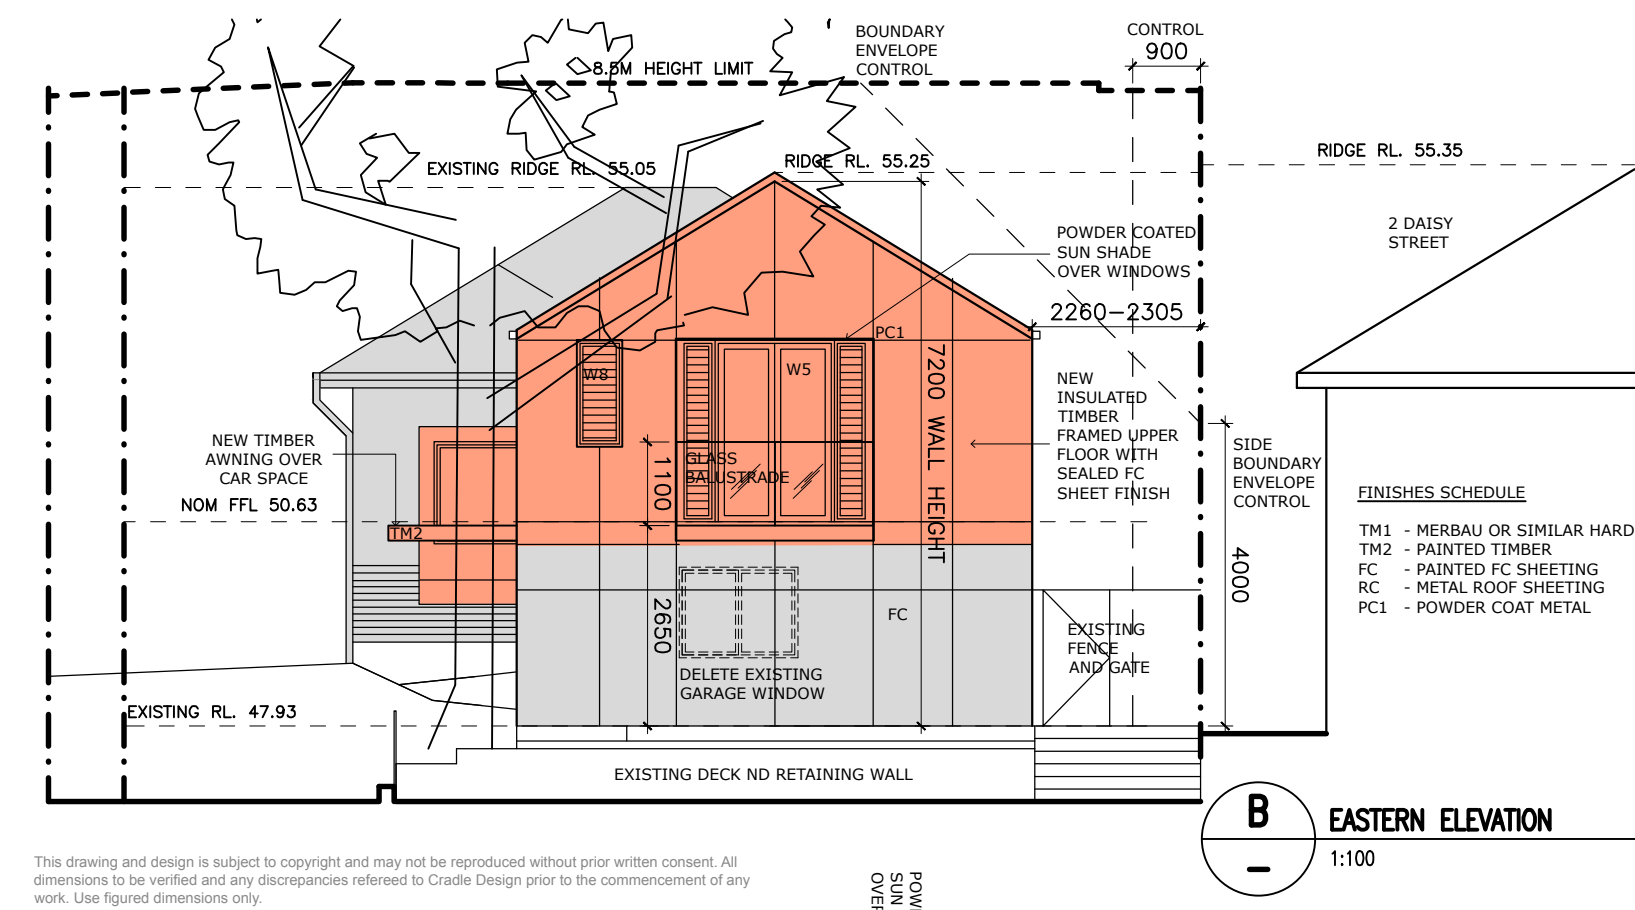 BOUNDARY
ENVELOPE
CONTROL
CONTROL
900
8.5M HEIGHT LIMIT
EXISTING RIDGE RL. 55.05
RIDGE RL. 55.25
RIDGE RL. 55.35
2 DAISY
STREET
POWDER COATED
SUN SHADE
OVER WINDOWS
2260-2305
PC1
W8
W5
7200 WALL HEIGHT
NEW
INSULATED
TIMBER
FRAMED UPPER
FLOOR WITH
SEALED FC
SHEET FINISH
NEW TIMBER
AWNING OVER
CAR SPACE
GLASS
BALUSTRADE
1100
SIDE
BOUNDARY
ENVELOPE
CONTROL
NOM FFL 50.63
TM2
4000
2650
FC
EXISTING
FENCE
AND GATE
DELETE EXISTING
GARAGE WINDOW
EXISTING RL. 47.93
EXISTING DECK ND RETAINING WALL
FINISHES SCHEDULE
TM1 - MERBAU OR SIMILAR HARD
TM2 - PAINTED TIMBER
FC - PAINTED FC SHEETING
RC - METAL ROOF SHEETING
PC1 - POWDER COAT METAL
B
EASTERN ELEVATION
1:100
This drawing and design is subject to copyright and may not be reproduced without prior written consent. All
dimensions to be verified and any discrepancies refereed to Cradle Design prior to the commencement of any
work. Use figured dimensions only.
SUN